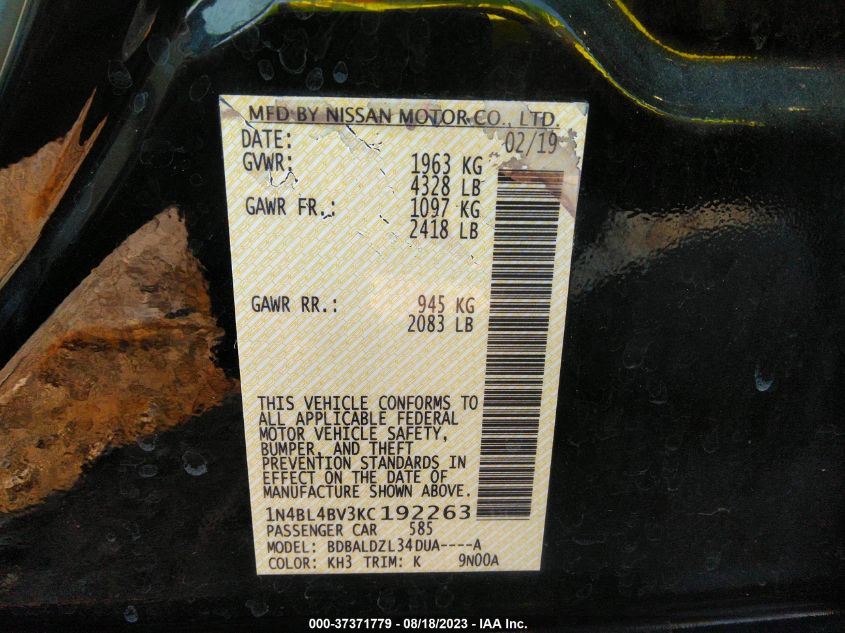 MFD BY NISSAN MOTOR CO., LTD.
DATE: 02/19
GVWR: 1963 KG
4328 LB
GAWR FR.: 1097 KG
2418 LB
GAWR RR.: 945 KG
2083 LB
THIS VEHICLE CONFORMS TO
ALL APPLICABLE FEDERAL
MOTOR VEHICLE SAFETY,
BUMPER, AND THEFT
PREVENTION STANDARDS IN
EFFECT ON THE DATE OF
MANUFACTURE SHOWN ABOVE.
1N4BL4BV3KC192263
PASSENGER CAR 585
MODEL: BDBALDZL34DUA----A
COLOR: KH3 TRIM: K 9N00A
000-37371779 - 08/18/2023 - IAA Inc.